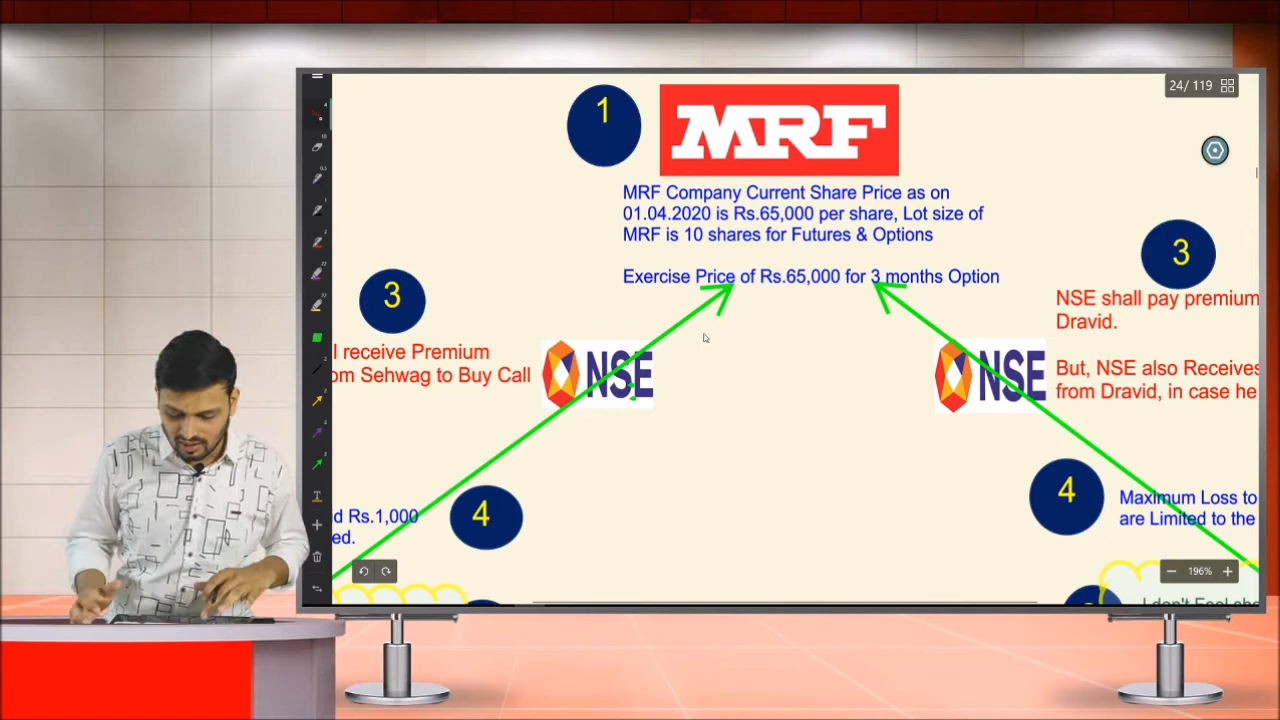 24 / 119
1
MRF
MRF Company Current Share Price as on
01.04.2020 is Rs.65,000 per share, Lot size of
MRF is 10 shares for Futures & Options
Exercise Price of Rs.65,000 for 3 months Option
3
receive Premium
Sehwag to Buy Call
NSE
4
Rs.1,000
NSE
3
NSE shall pay premium
Dravid.
But, NSE also Receives
from Dravid, in case he
4
Maximum Loss to
are Limited to the
196%